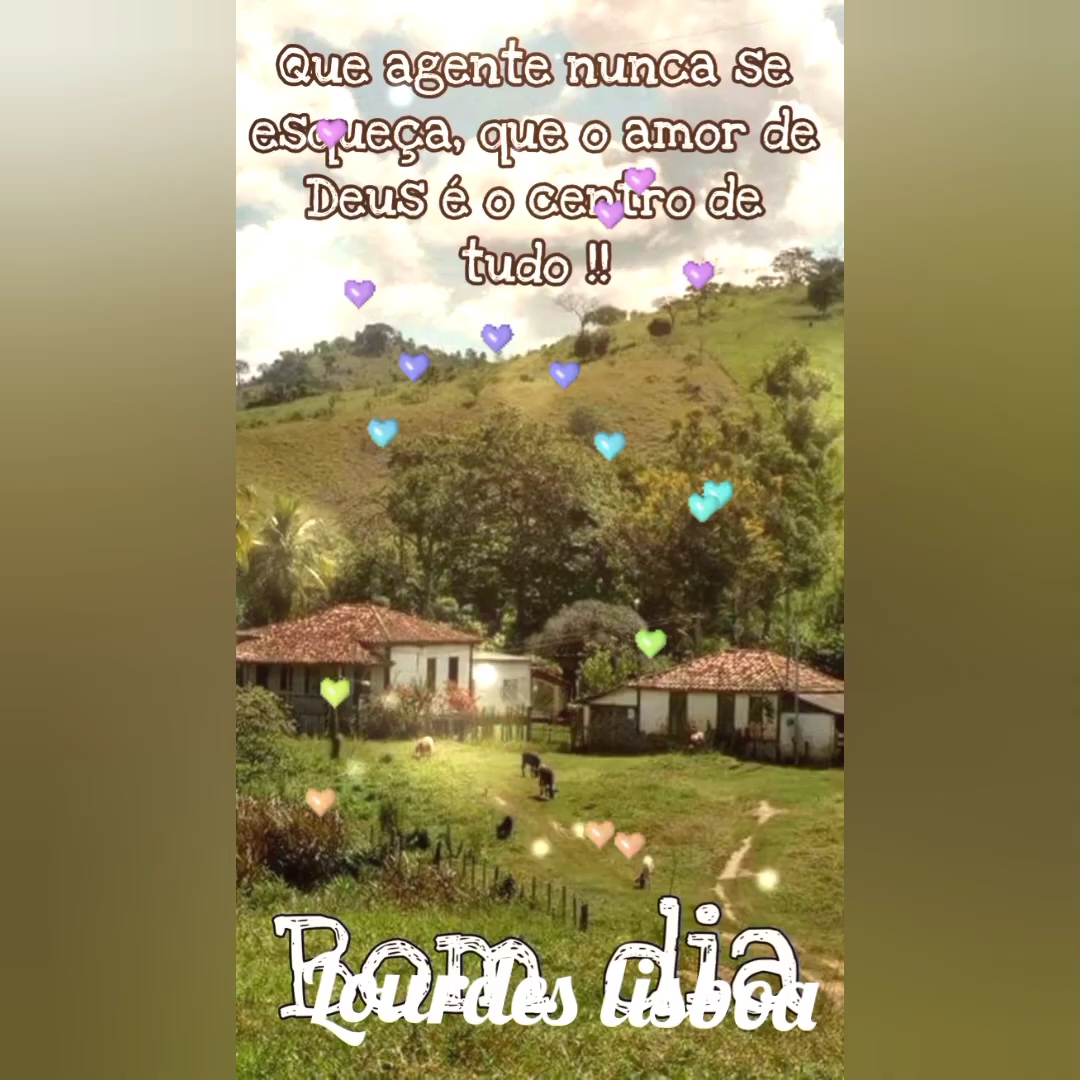 Que agente nunca se
esqueça, que o amor de
Deus é o centro de
tudo !!
Bom dia
Lourdes lisboa